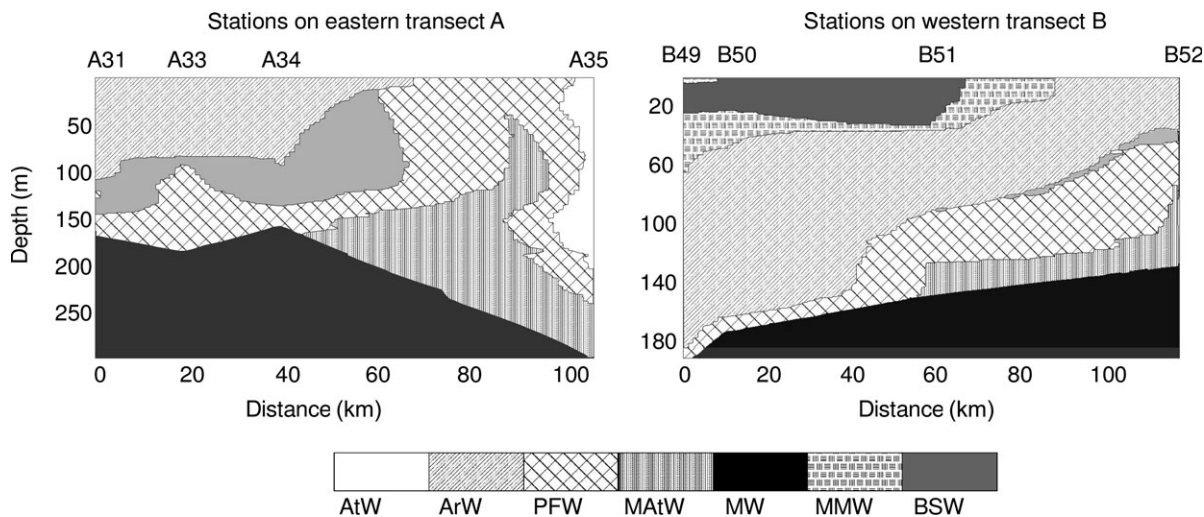 Stations on eastern transect A
A31 A33 A34 A35
50
100
150
200
250
Depth (m)
0 20 40 60 80 100
Distance (km)
Stations on western transect B
B49 B50 B51 B52
20
60
100
140
180
0 20 40 60 80 100
Distance (km)
AtW ArW PFW MAtW MW MMW BSW